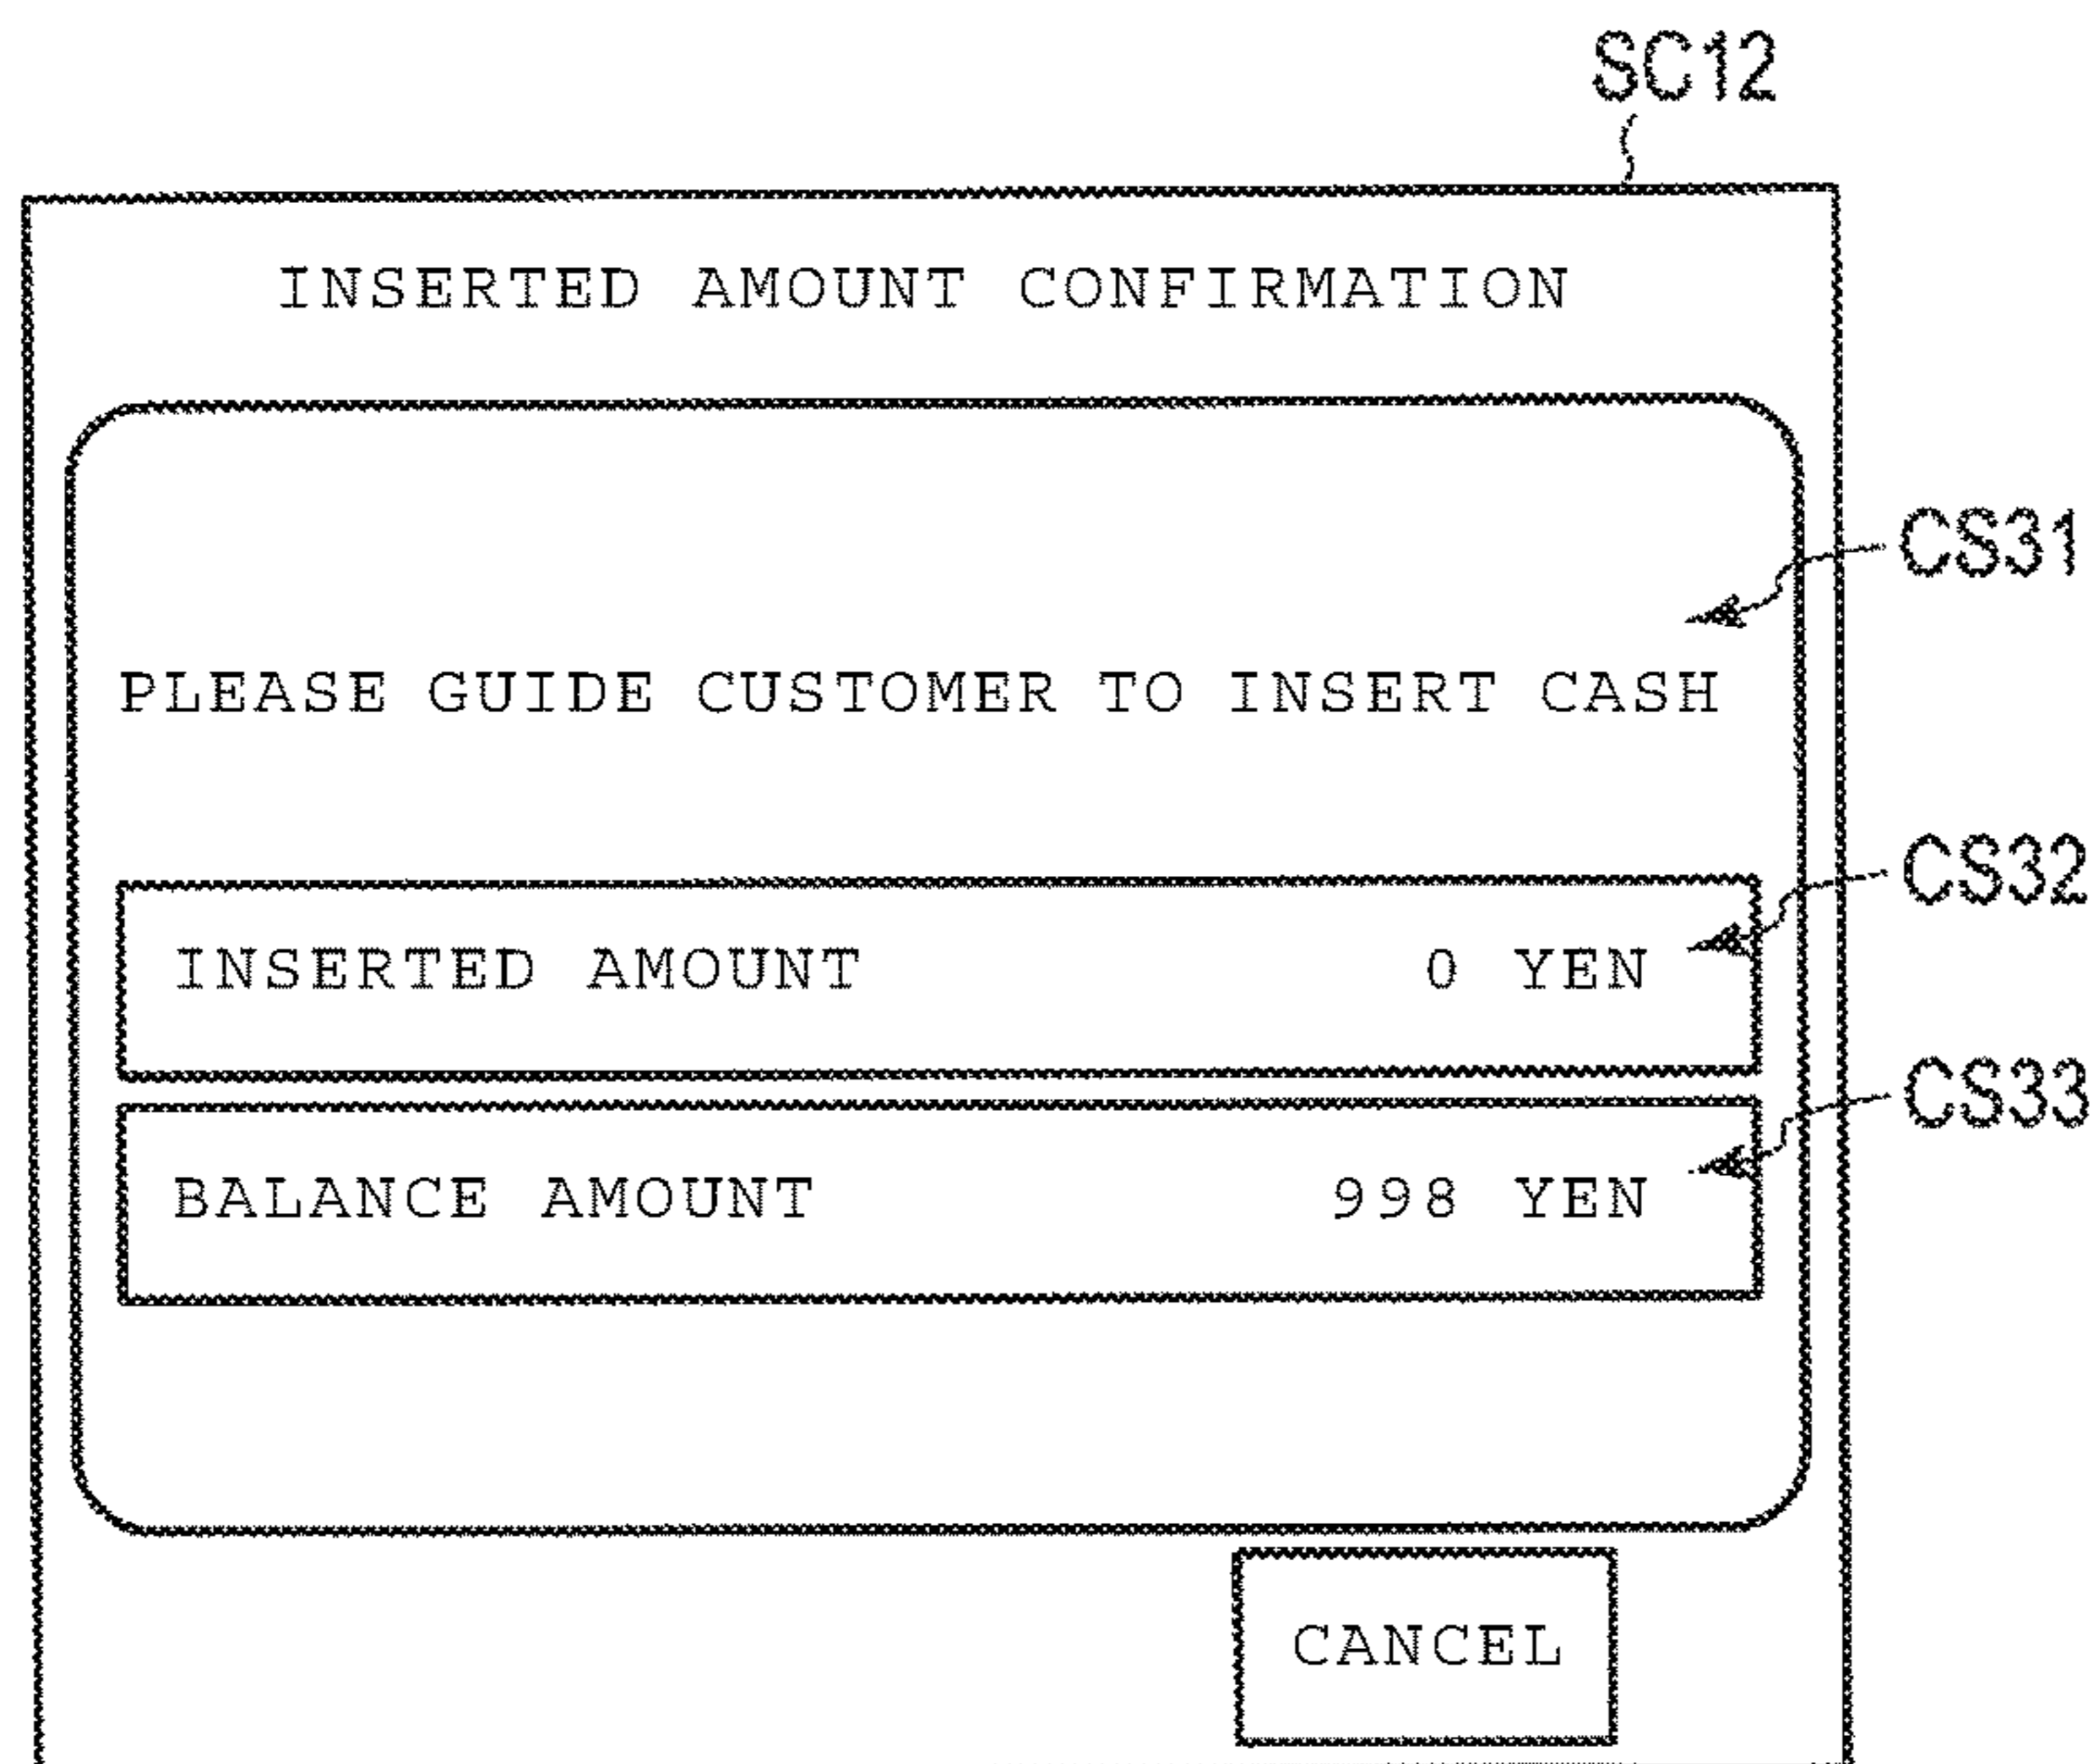 SC12
INSERTED AMOUNT CONFIRMATION
CS31
PLEASE GUIDE CUSTOMER TO INSERT CASH
CS32
INSERTED AMOUNT 0 YEN
CS33
BALANCE AMOUNT 998 YEN
CANCEL